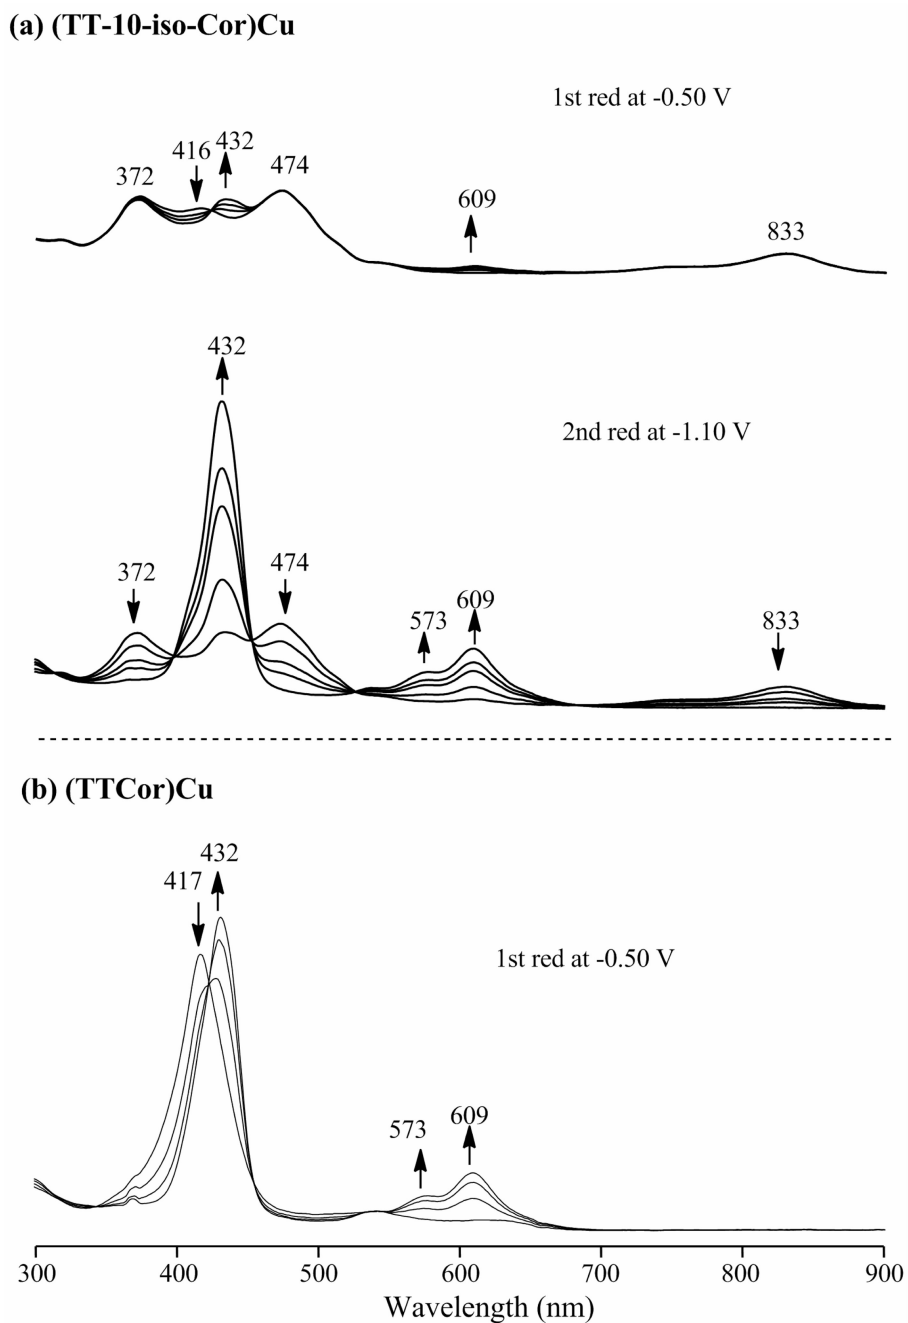 (a) (TT-10-iso-Cor)Cu
1st red at -0.50 V
372
416
432
474
609
833
432
2nd red at -1.10 V
372
474
573
609
833
(b) (TTCor)Cu
417
432
1st red at -0.50 V
573
609
300 400 500 600 700 800 900
Wavelength (nm)